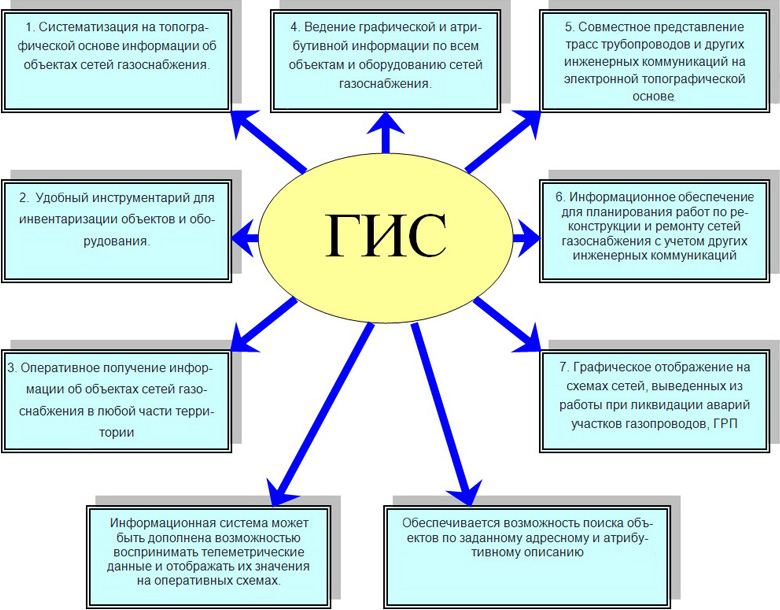 1. Систематизация на топогра-
фической основе информации об
объектах сетей газоснабжения.
4. Ведение графической и атри-
бутивной информации по всем
объектам и оборудованию сетей
газоснабжения.
5. Совместное представление
трасс трубопроводов и других
инженерных коммуникаций на
электронной топографической
основе.
2. Удобный инструментарий для
инвентаризации объектов и обо-
рудования.
ГИС
6. Информационное обеспечение
для планирования работ по ре-
конструкции и ремонту сетей
газоснабжения с учетом других
инженерных коммуникаций
3. Оперативное получение инфор-
мации об объектах сетей газо-
снабжения в любой части терри-
тории
7. Графическое отображение на
схемах сетей, выведенных из
работы при ликвидации аварий
участков газопроводов, ГРП
Информационная система может
быть дополнена возможностью
воспринимать телеметрические
данные и отображать их значения
на оперативных схемах.
Обеспечивается возможность поиска объ-
ектов по заданному адресному и атрибу-
тивному описанию